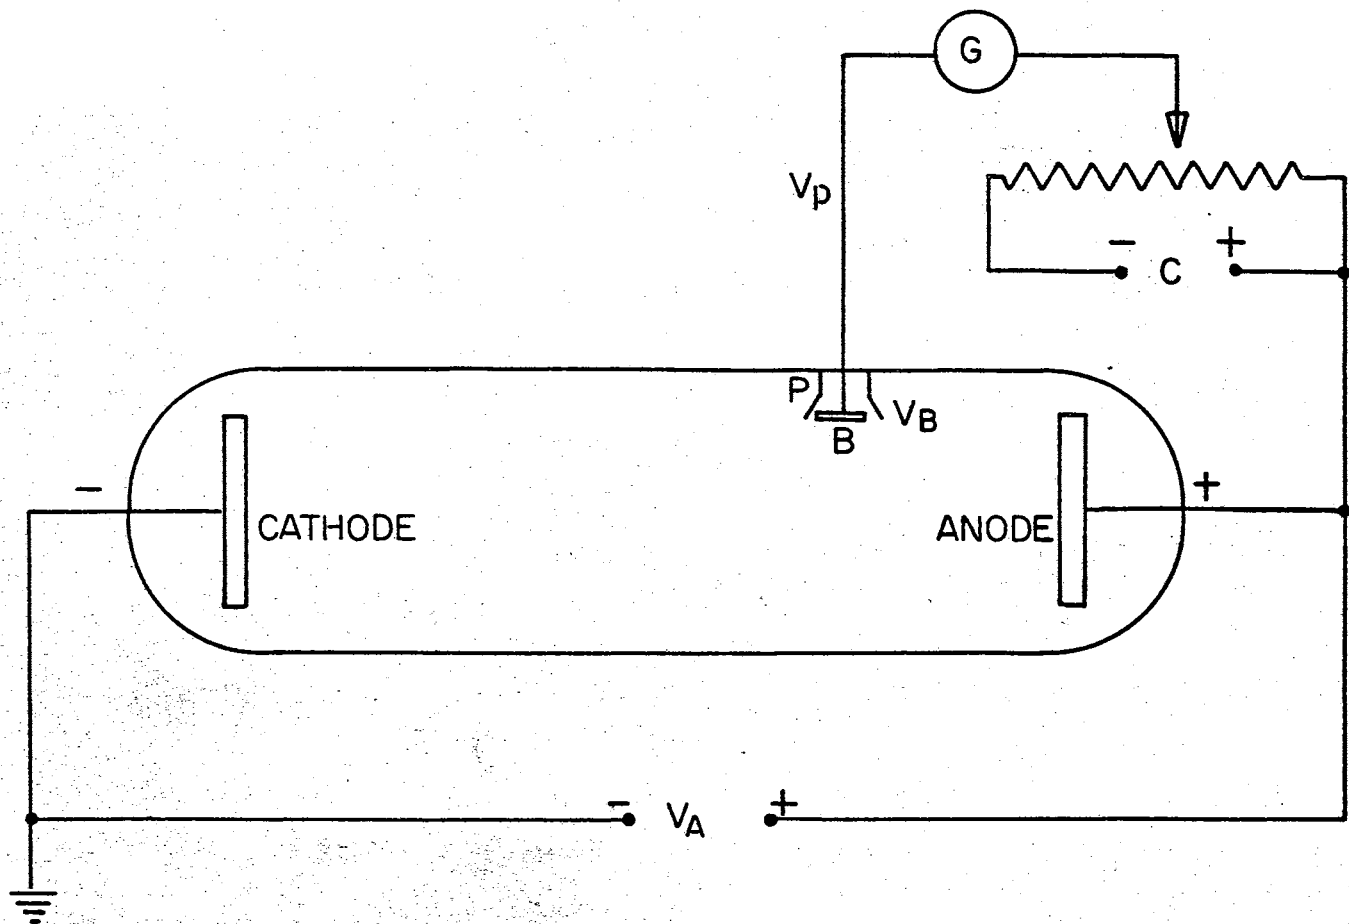 G
Vp
- C +
P
VB
B
-
+
CATHODE
ANODE
- VA +